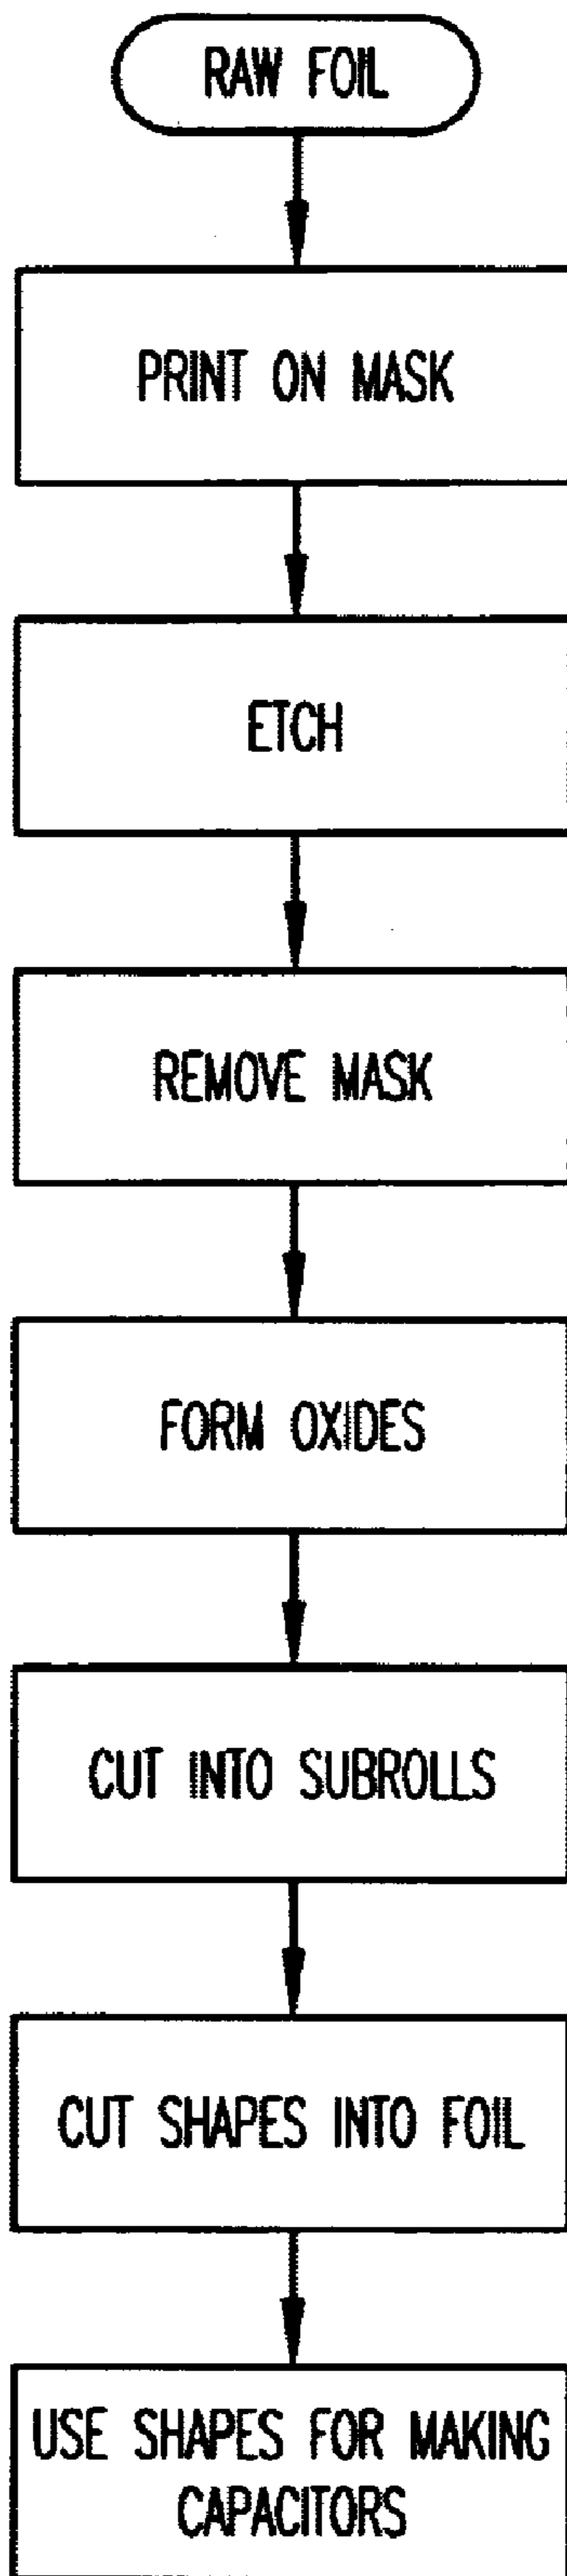 RAW FOIL
PRINT ON MASK
ETCH
REMOVE MASK
FORM OXIDES
CUT INTO SUBROLLS
CUT SHAPES INTO FOIL
USE SHAPES FOR MAKING
CAPACITORS